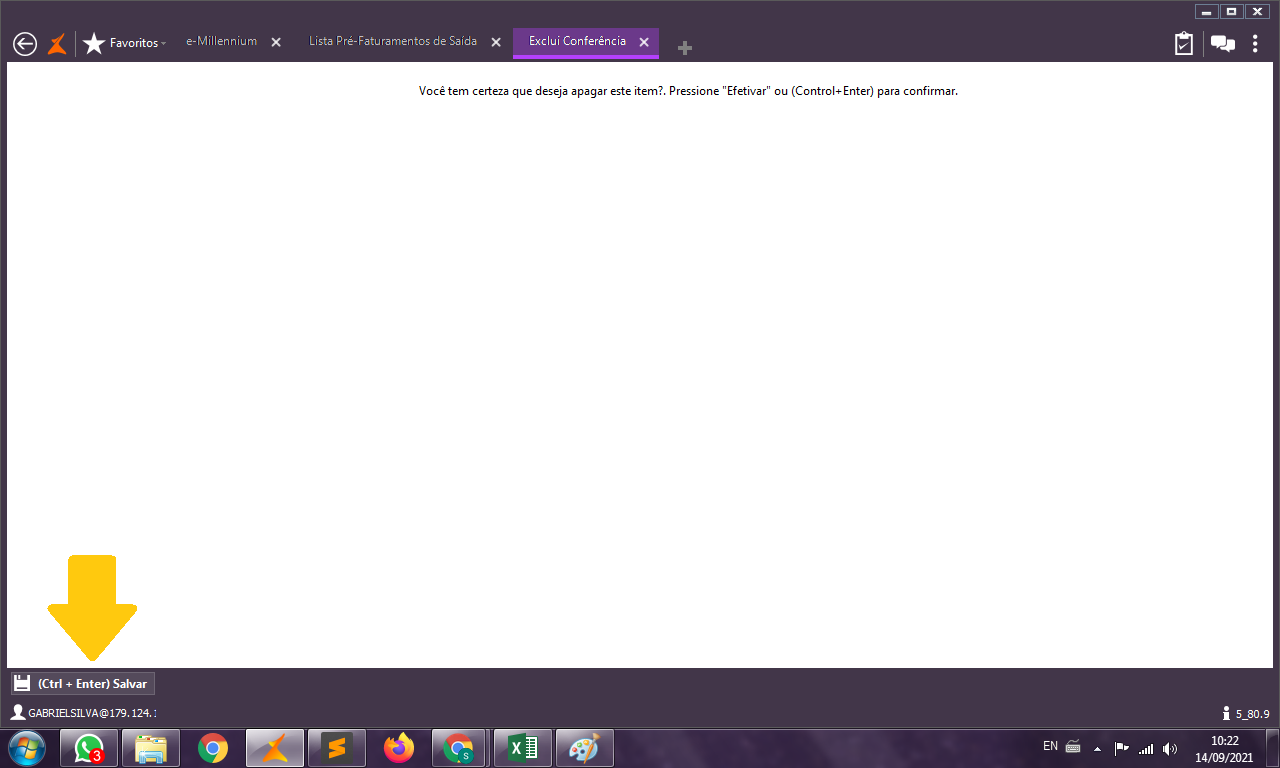 Favoritos
e-Millennium
Lista Pré-Faturamentos de Saída
Exclui Conferência
Você tem certeza que deseja apagar este item?. Pressione "Efetivar" ou (Control+Enter) para confirmar.
(Ctrl + Enter) Salvar
GABRIELSILVA@179.124.1
5_80.9
3
S
S
X
EN
10:22
14/09/2021